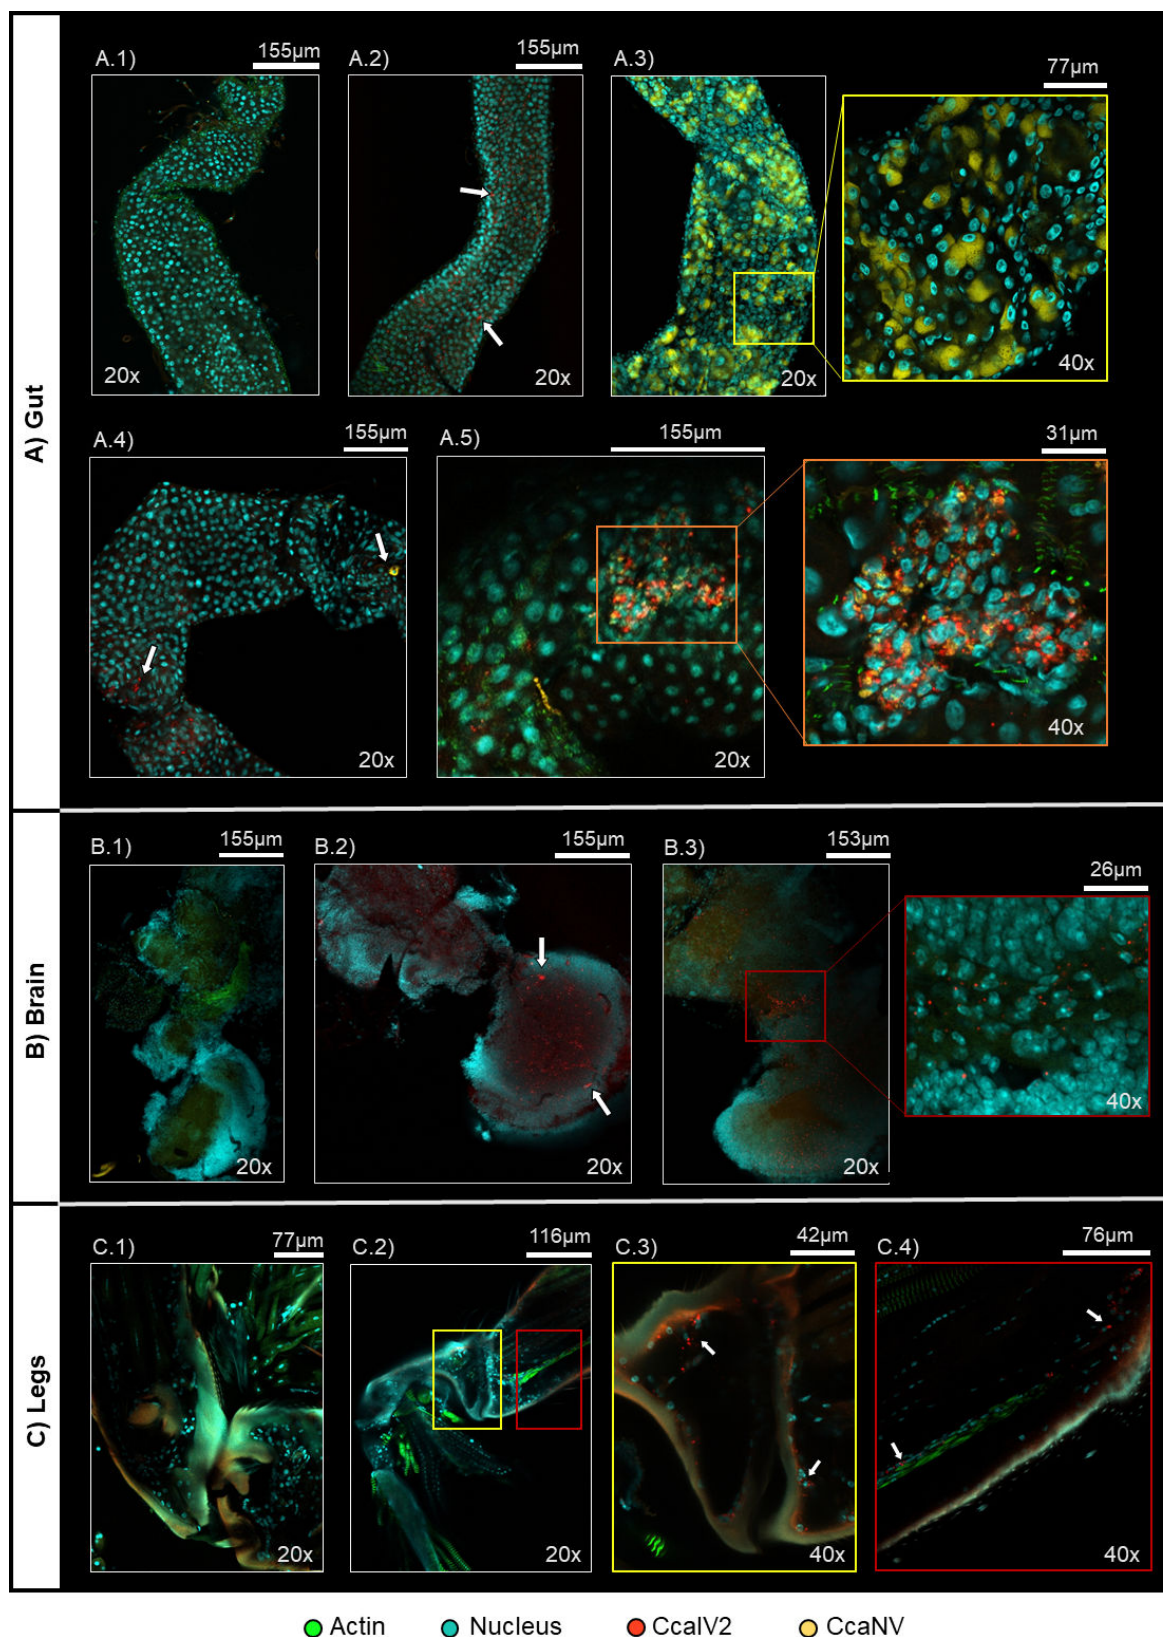 A) Gut
A.1)
155µm
20x
A.2)
155µm
20x
A.3)
20x
77µm
40x
A.4)
155µm
20x
A.5)
155µm
20x
31µm
40x
B) Brain
B.1)
155µm
20x
B.2)
155µm
20x
B.3)
153µm
20x
26µm
40x
C) Legs
C.1)
77µm
20x
C.2)
116µm
20x
C.3)
42µm
40x
C.4)
76µm
40x
Actin Nucleus CcaIV2 CcaNV